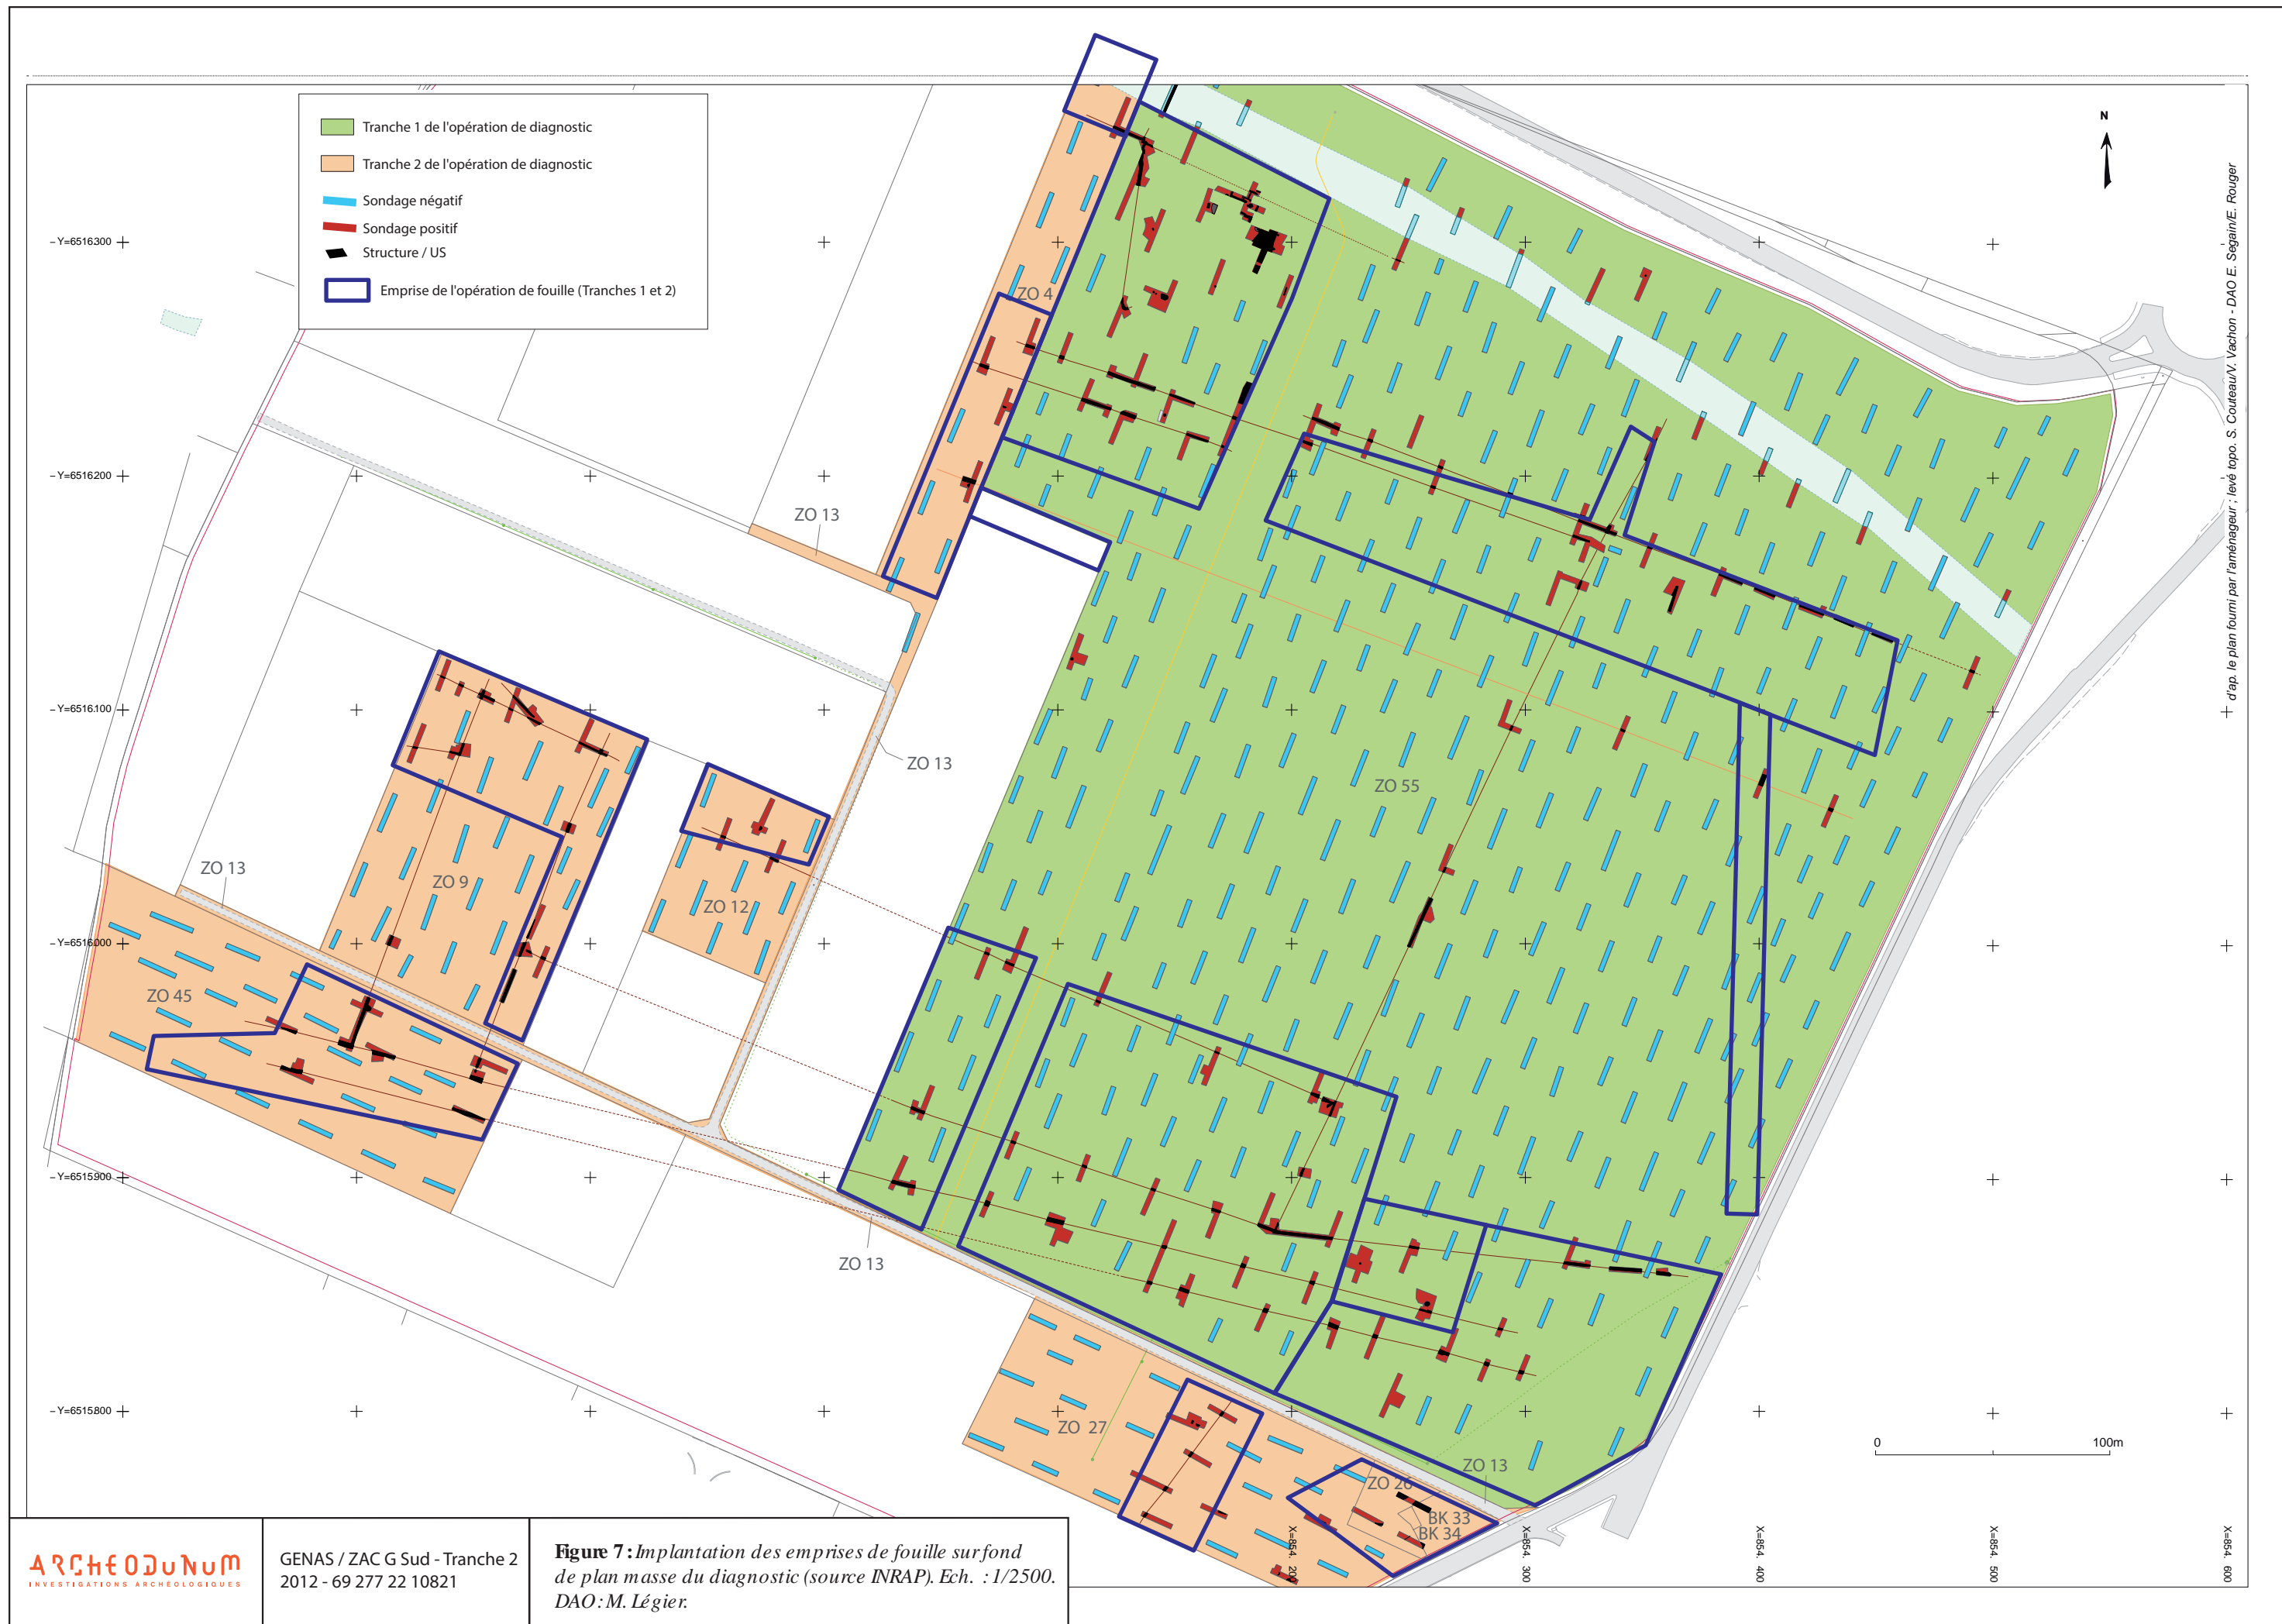 Tranche 1 de l'opération de diagnostic
Tranche 2 de l'opération de diagnostic
Sondage négatif
Sondage positif
Structure / US
Emprise de l'opération de fouille (Tranches 1 et 2)
N
d'ap. le plan fourni par l'aménageur ; levé topo. S. Couteau/V. Vachon - DAO E. Segain/E. Rouger
Y=6516300
Y=6516200
Y=6516100
Y=6516000
Y=6515900
Y=6515800
ZO 4
ZO 13
ZO 13
ZO 55
ZO 13
ZO 9
ZO 12
ZO 45
ZO 13
ZO 27
ZO 13
ZO 26
BK 33
BK 34
0
100m
X=854. 200
X=854. 300
X=854. 400
X=854. 500
X=854. 600
ARCHEODUNUM
INVESTIGATIONS ARCHÉOLOGIQUES
GENAS / ZAC G Sud - Tranche 2
2012 - 69 277 22 10821
Figure 7 : Implantation des emprises de fouille sur fond
de plan masse du diagnostic (source INRAP). Ech. : 1/2500.
DAO : M. Légier.